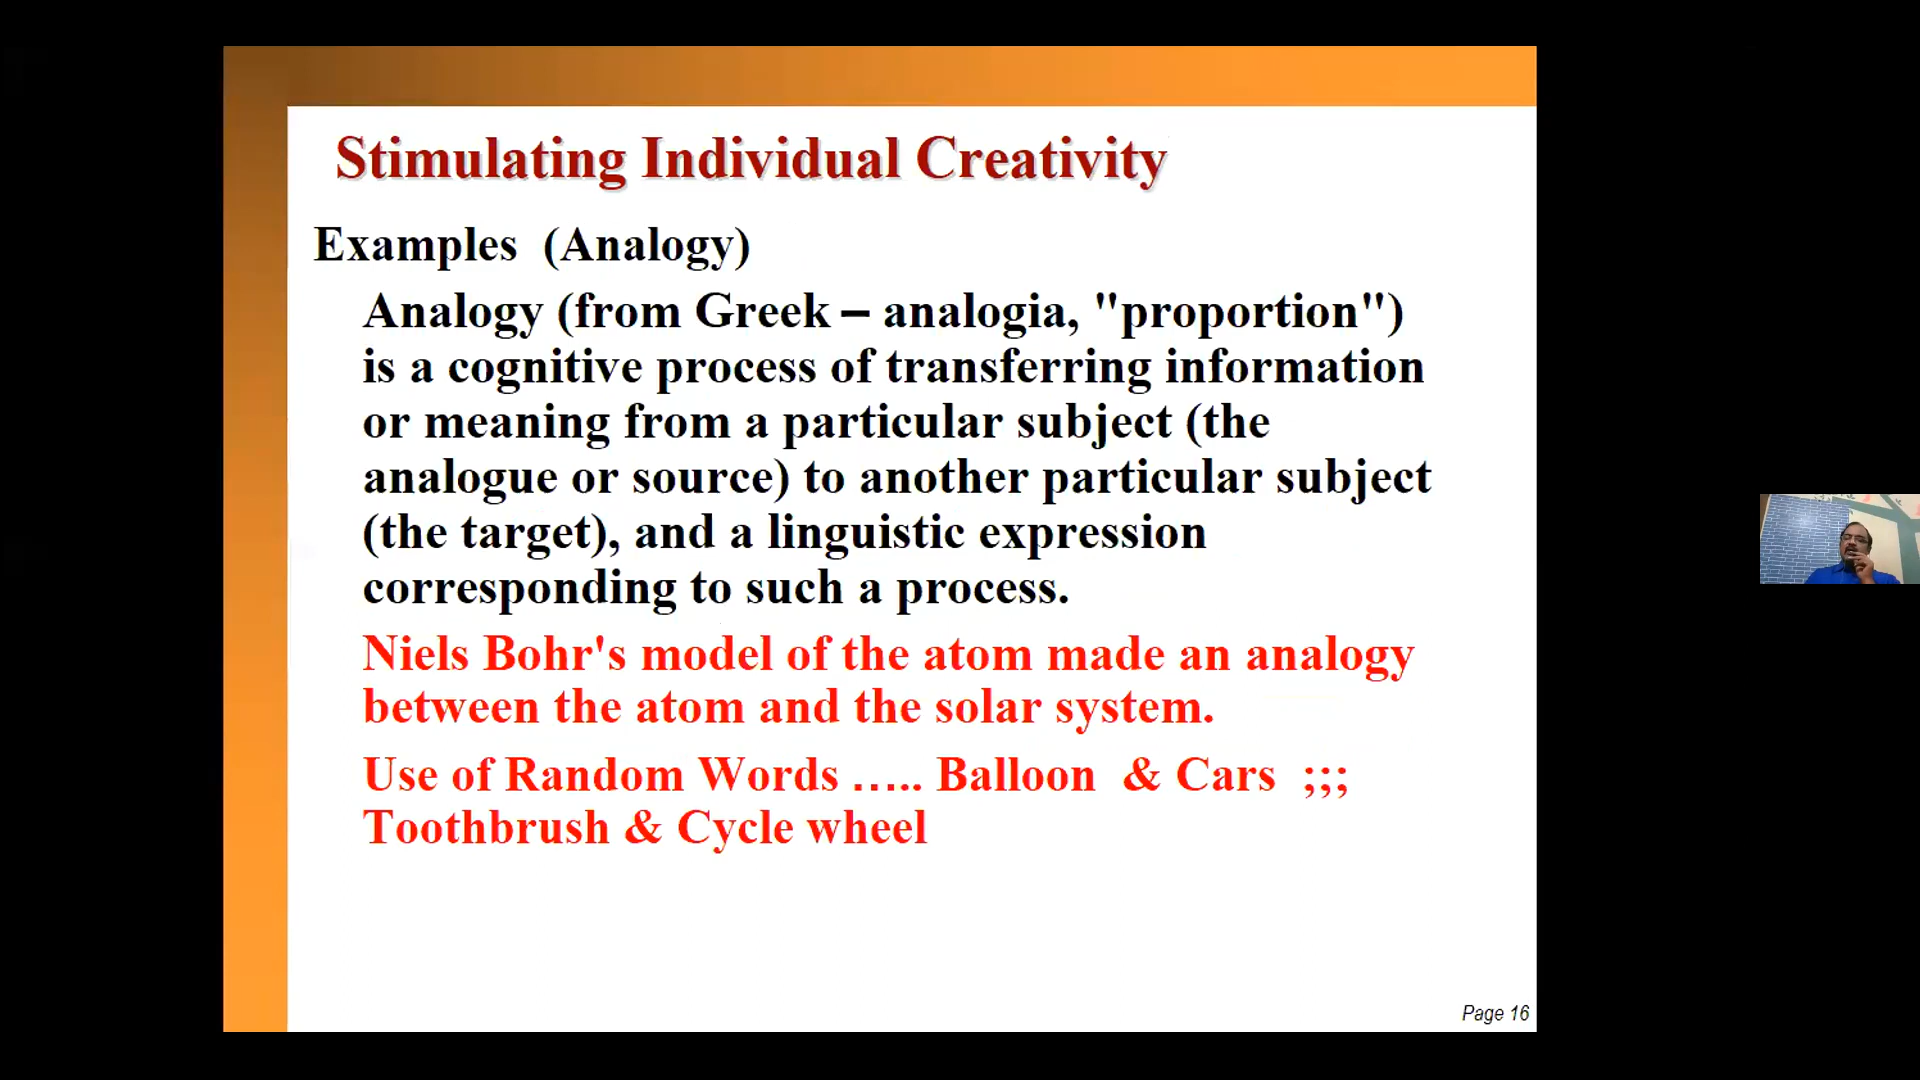 Stimulating Individual Creativity
Examples (Analogy)
Analogy (from Greek – analogia, "proportion")
is a cognitive process of transferring information
or meaning from a particular subject (the
analogue or source) to another particular subject
(the target), and a linguistic expression
corresponding to such a process.
Niels Bohr's model of the atom made an analogy
between the atom and the solar system.
Use of Random Words ….. Balloon & Cars ;;;
Toothbrush & Cycle wheel
Page 16